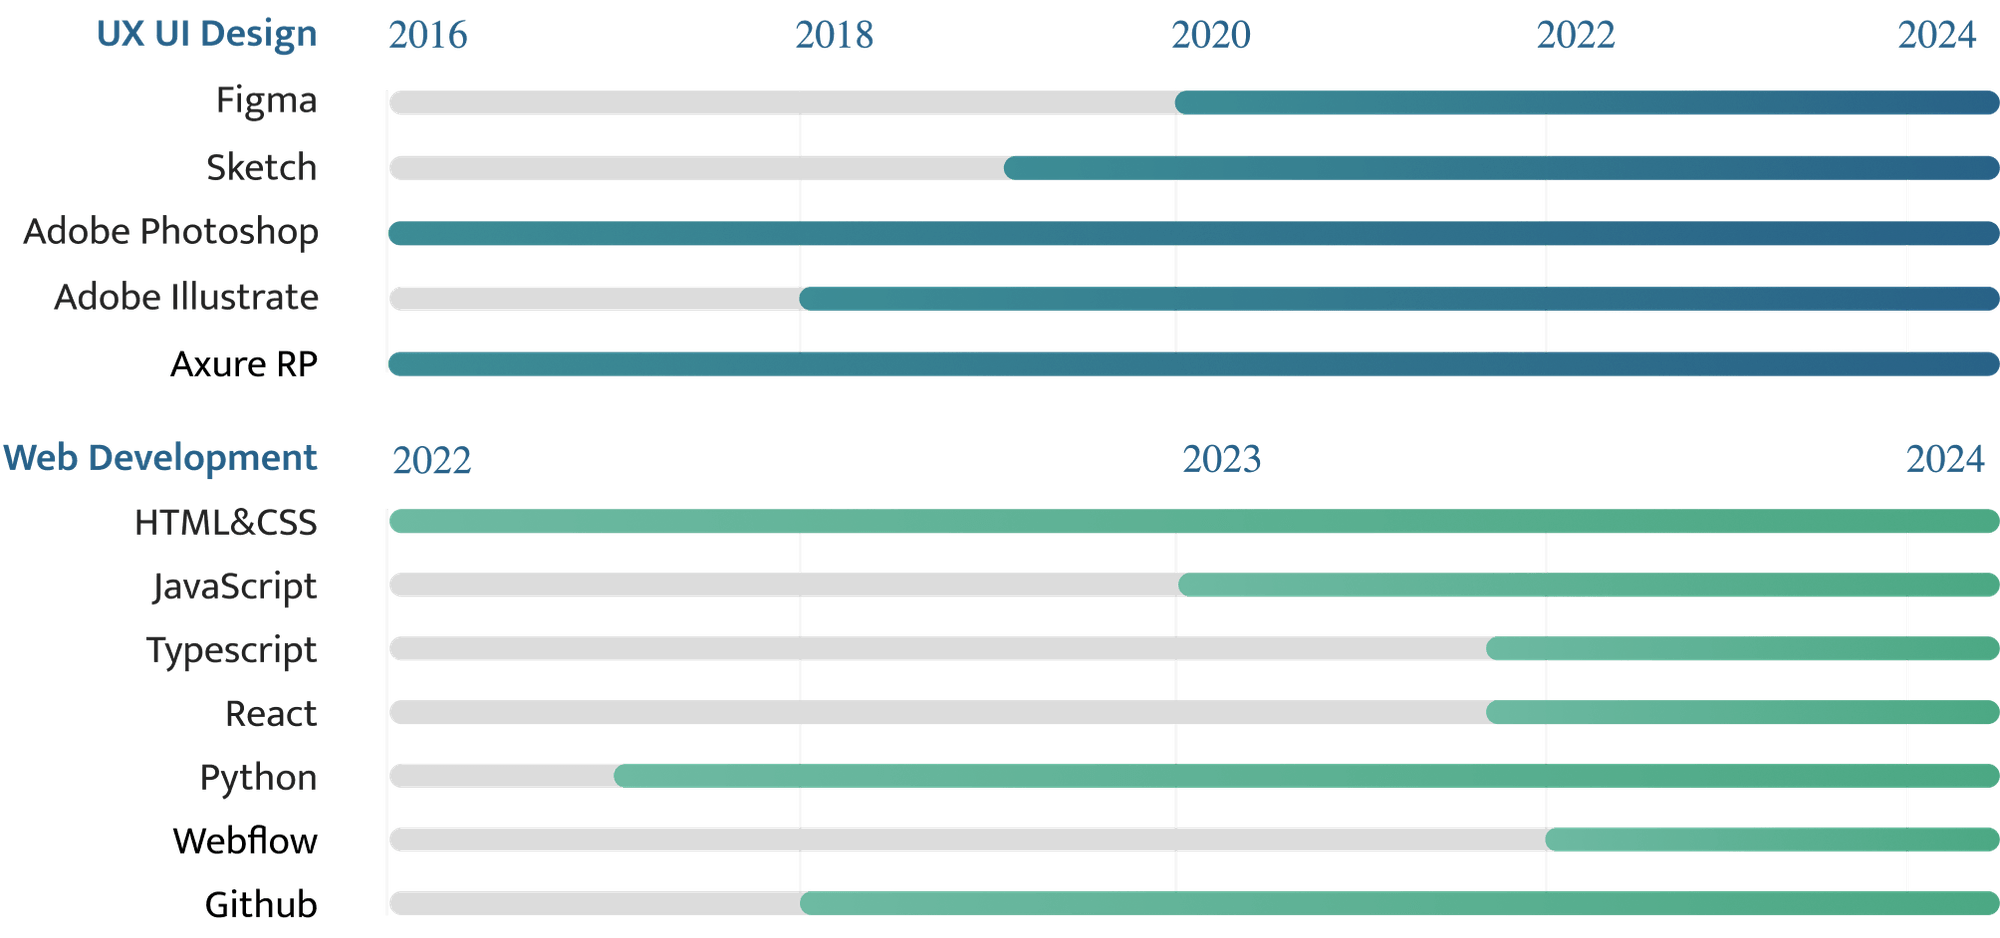 UX UI Design 2016 2018 2020 2022 2024
Figma
Sketch
Adobe Photoshop
Adobe Illustrate
Axure RP
Web Development 2022 2023 2024
HTML&CSS
JavaScript
Typescript
React
Python
Webflow
Github